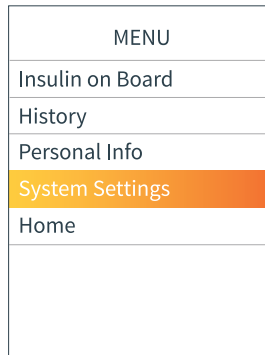 MENU
Insulin on Board
History
Personal Info
System Settings
Home